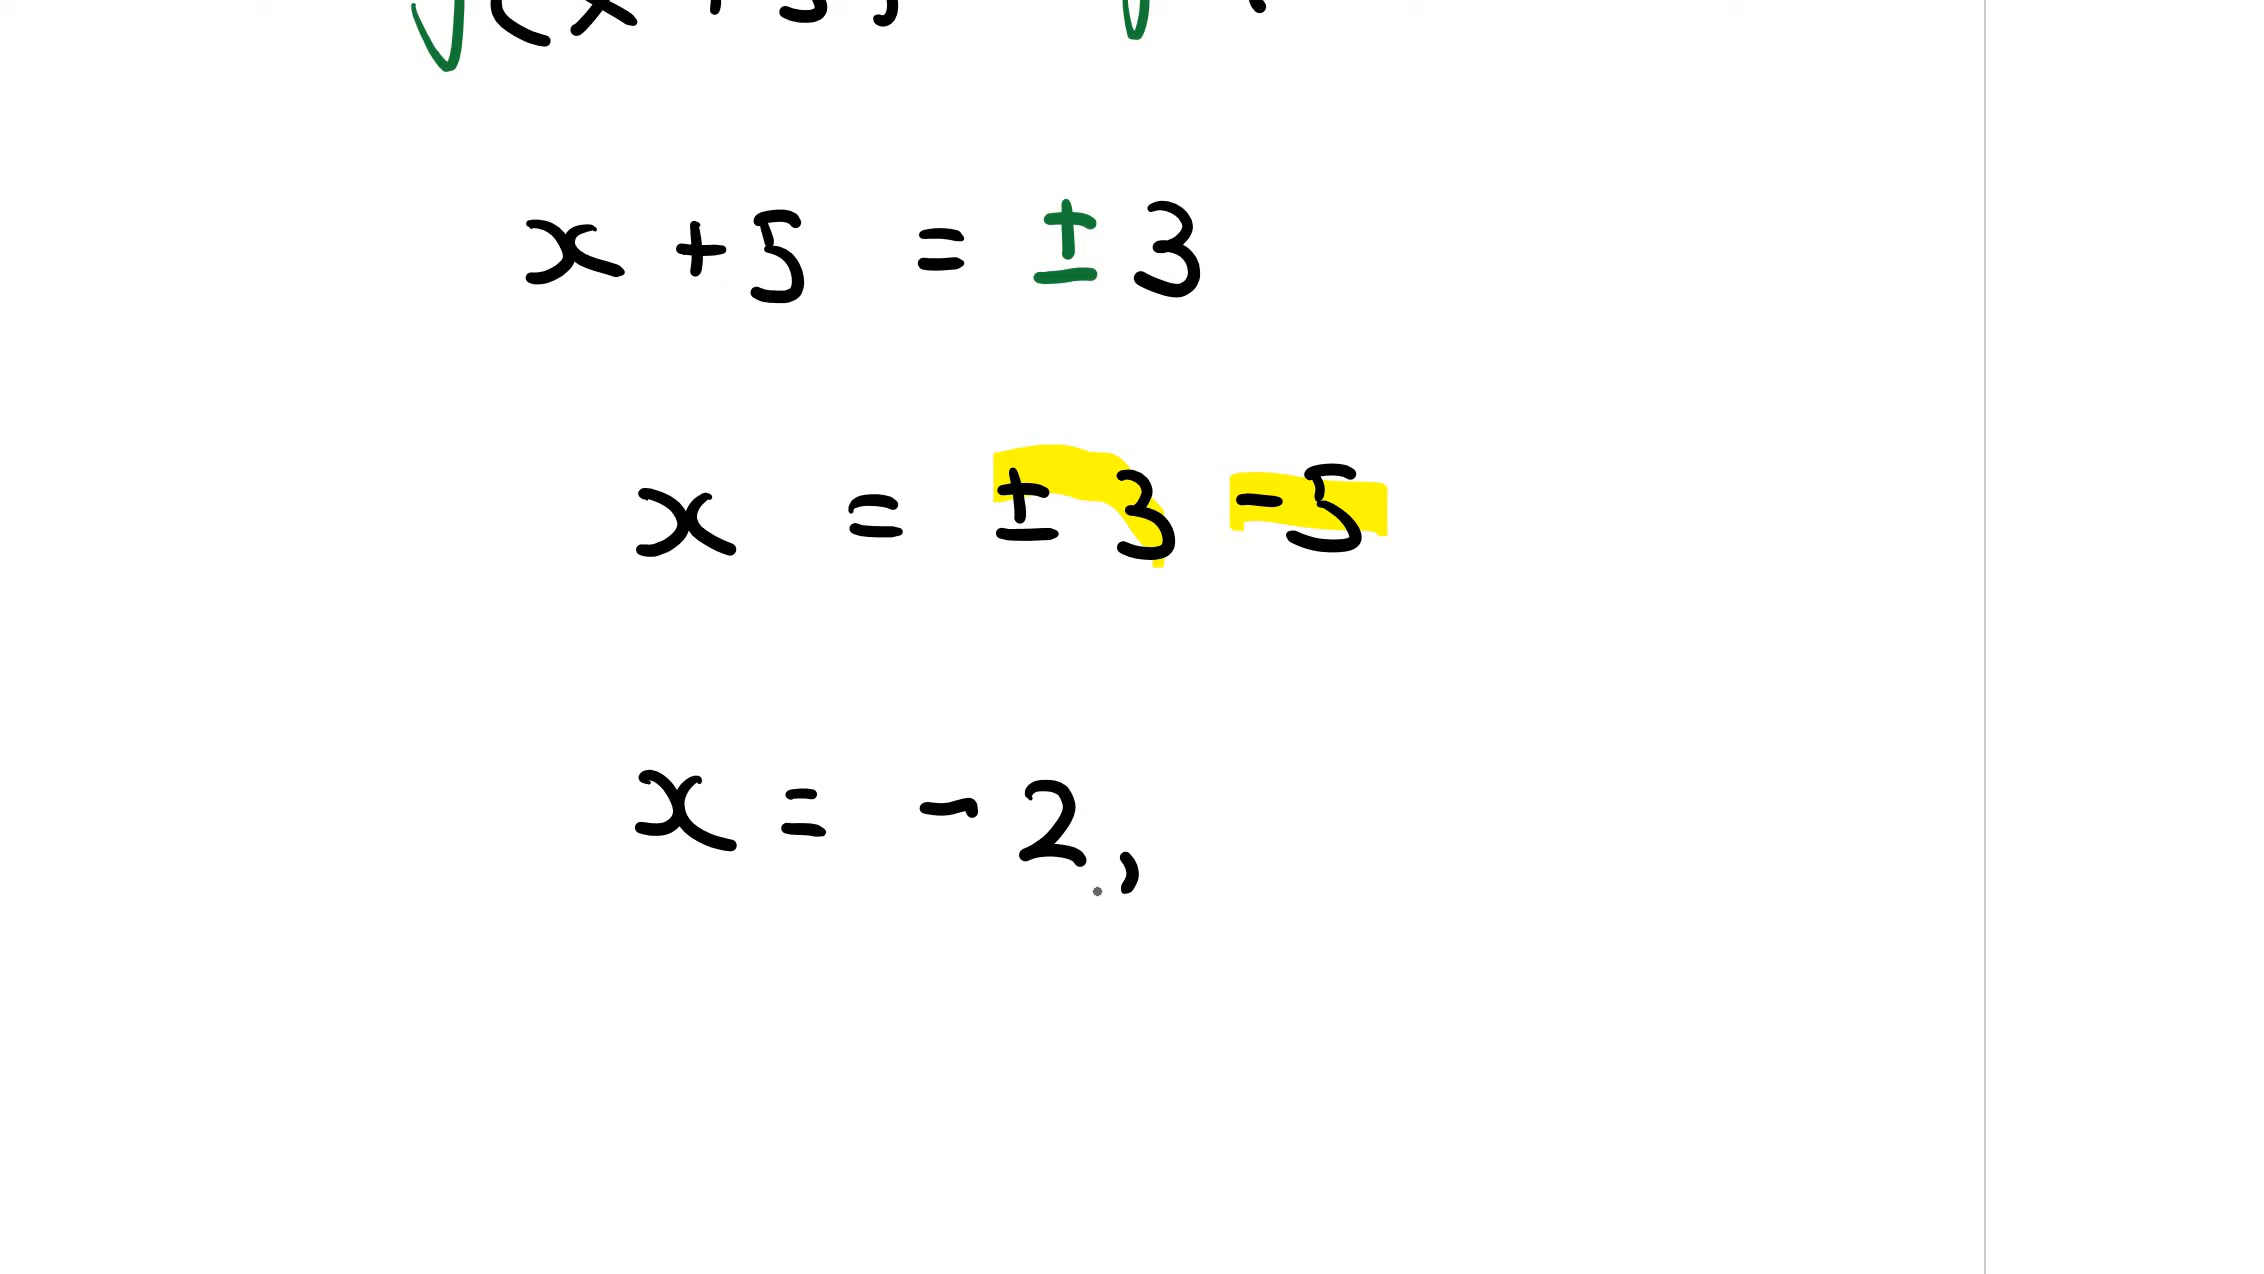 x + 5 = ± 3
x = ± 3 - 5
x = - 2 ,